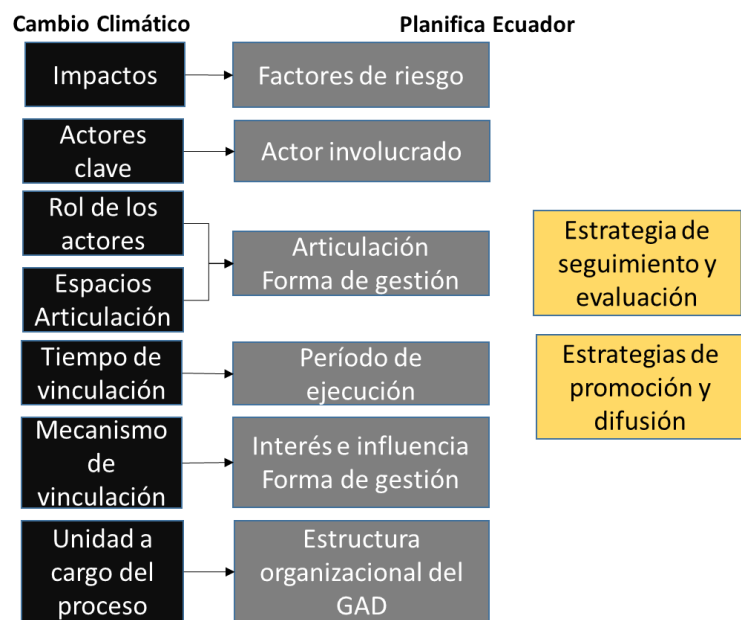 Cambio Climático
Planifica Ecuador
Impactos
Factores de riesgo
Actores
clave
Actor involucrado
Rol de los
actores
Espacios
Articulación
Articulación
Forma de gestión
Tiempo de
vinculación
Período de
ejecución
Mecanismo
de
vinculación
Interés e influencia
Forma de gestión
Unidad a
cargo del
proceso
Estructura
organizacional del
GAD
Estrategia de
seguimiento y
evaluación
Estrategias de
promoción y
difusión